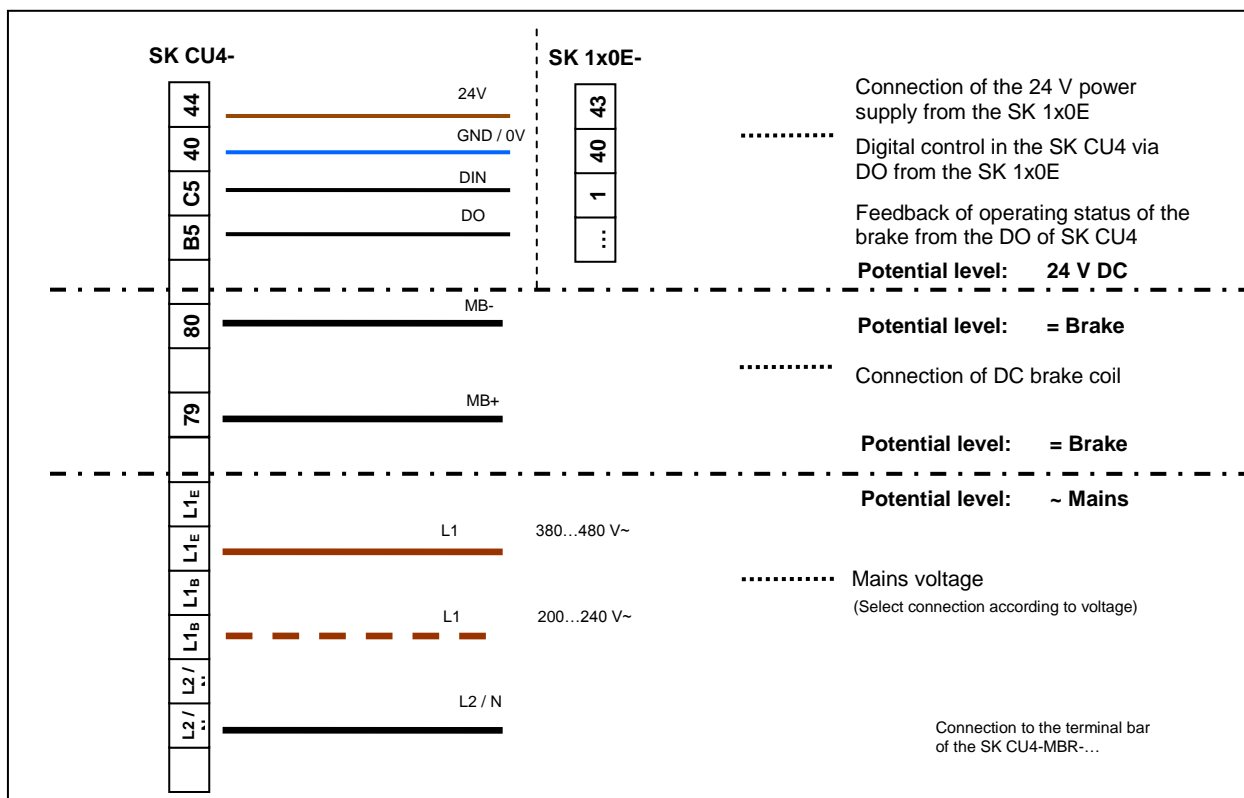 SK CU4-
SK 1x0E-
44
24V
43
Connection of the 24 V power
supply from the SK 1x0E
40
GND / 0V
40
Digital control in the SK CU4 via
DO from the SK 1x0E
C5
DIN
1
B5
DO
...
Feedback of operating status of the
brake from the DO of SK CU4
Potential level: 24 V DC
80
MB-
Potential level: = Brake
Connection of DC brake coil
79
MB+
Potential level: = Brake
L1E
Potential level: ~ Mains
L1E
L1
380…480 V~
L1B
Mains voltage
(Select connection according to voltage)
L1B
L1
200…240 V~
L2 /
L2 /
L2 / N
Connection to the terminal bar
of the SK CU4-MBR-…